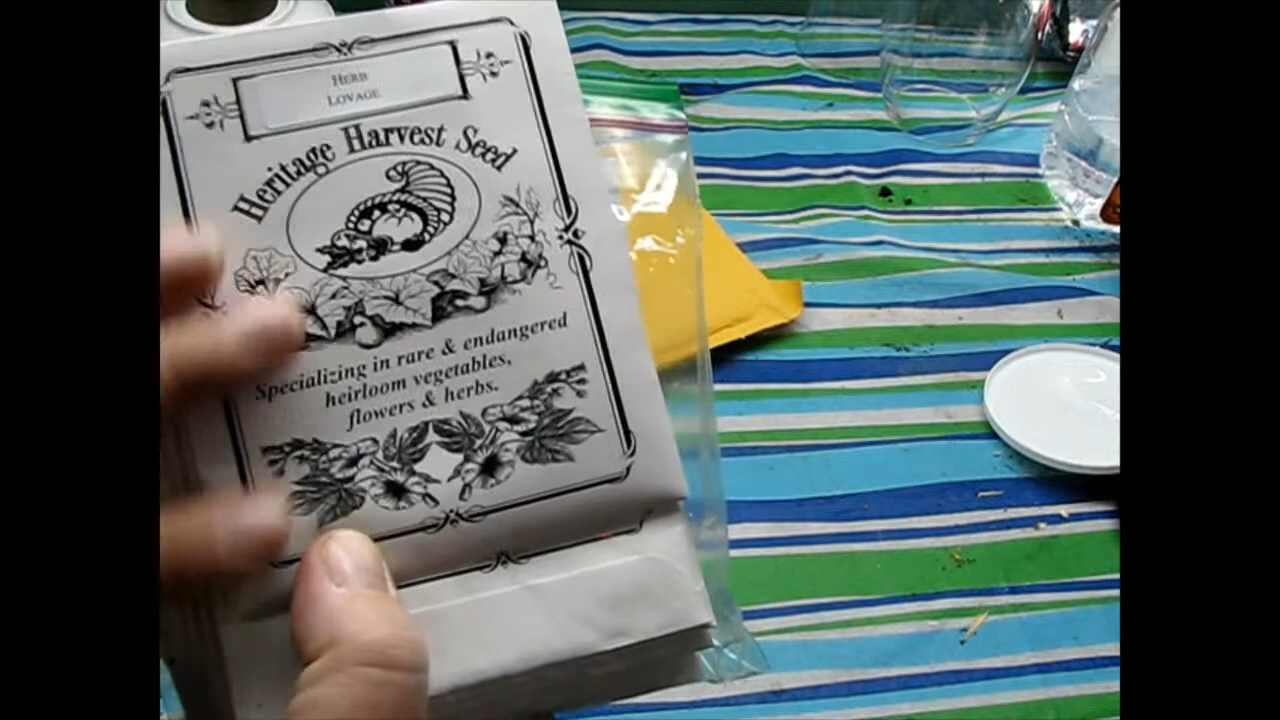 HERB
LOVAGE
Heritage Harvest Seed
Specializing in rare & endangered
heirloom vegetables,
flowers & herbs.